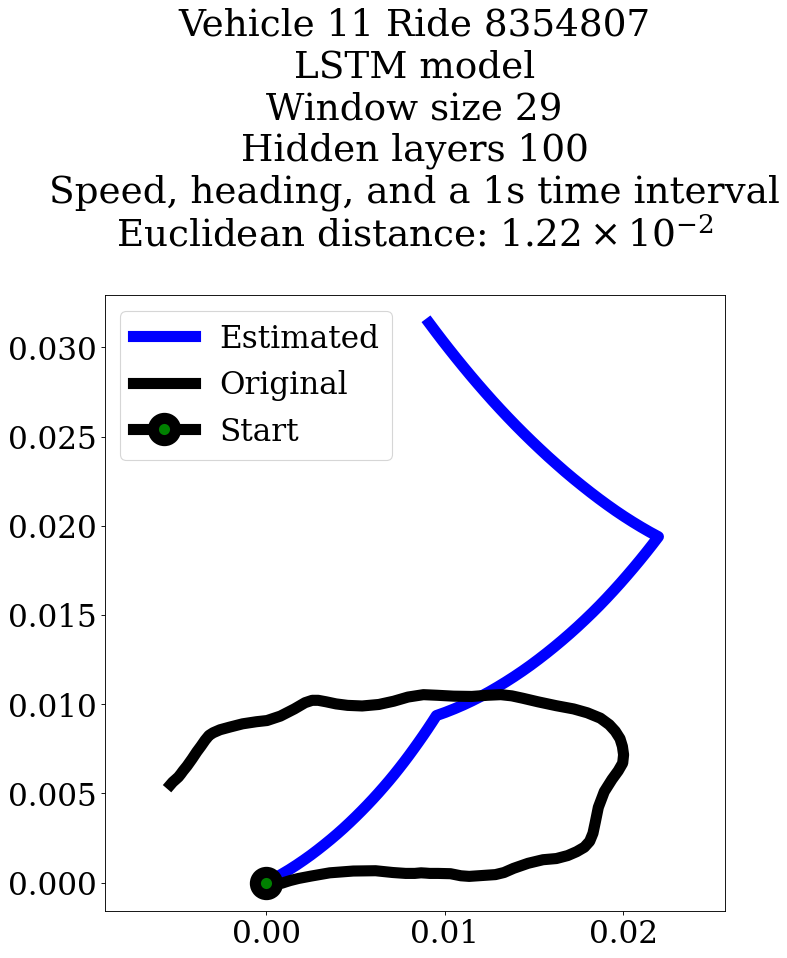 Vehicle 11 Ride 8354807
LSTM model
Window size 29
Hidden layers 100
Speed, heading, and a 1s time interval
Euclidean distance: 1.22 × 10⁻²
Estimated
Original
Start
0.030
0.025
0.020
0.015
0.010
0.005
0.000
0.00 0.01 0.02